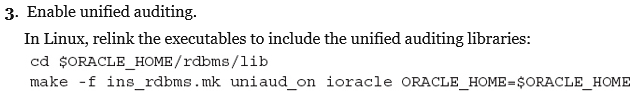 3. Enable unified auditing.
In Linux, relink the executables to include the unified auditing libraries:
cd $ORACLE_HOME/rdbms/lib
make -f ins_rdbms.mk uniaud_on ioracle ORACLE_HOME=$ORACLE_HOME